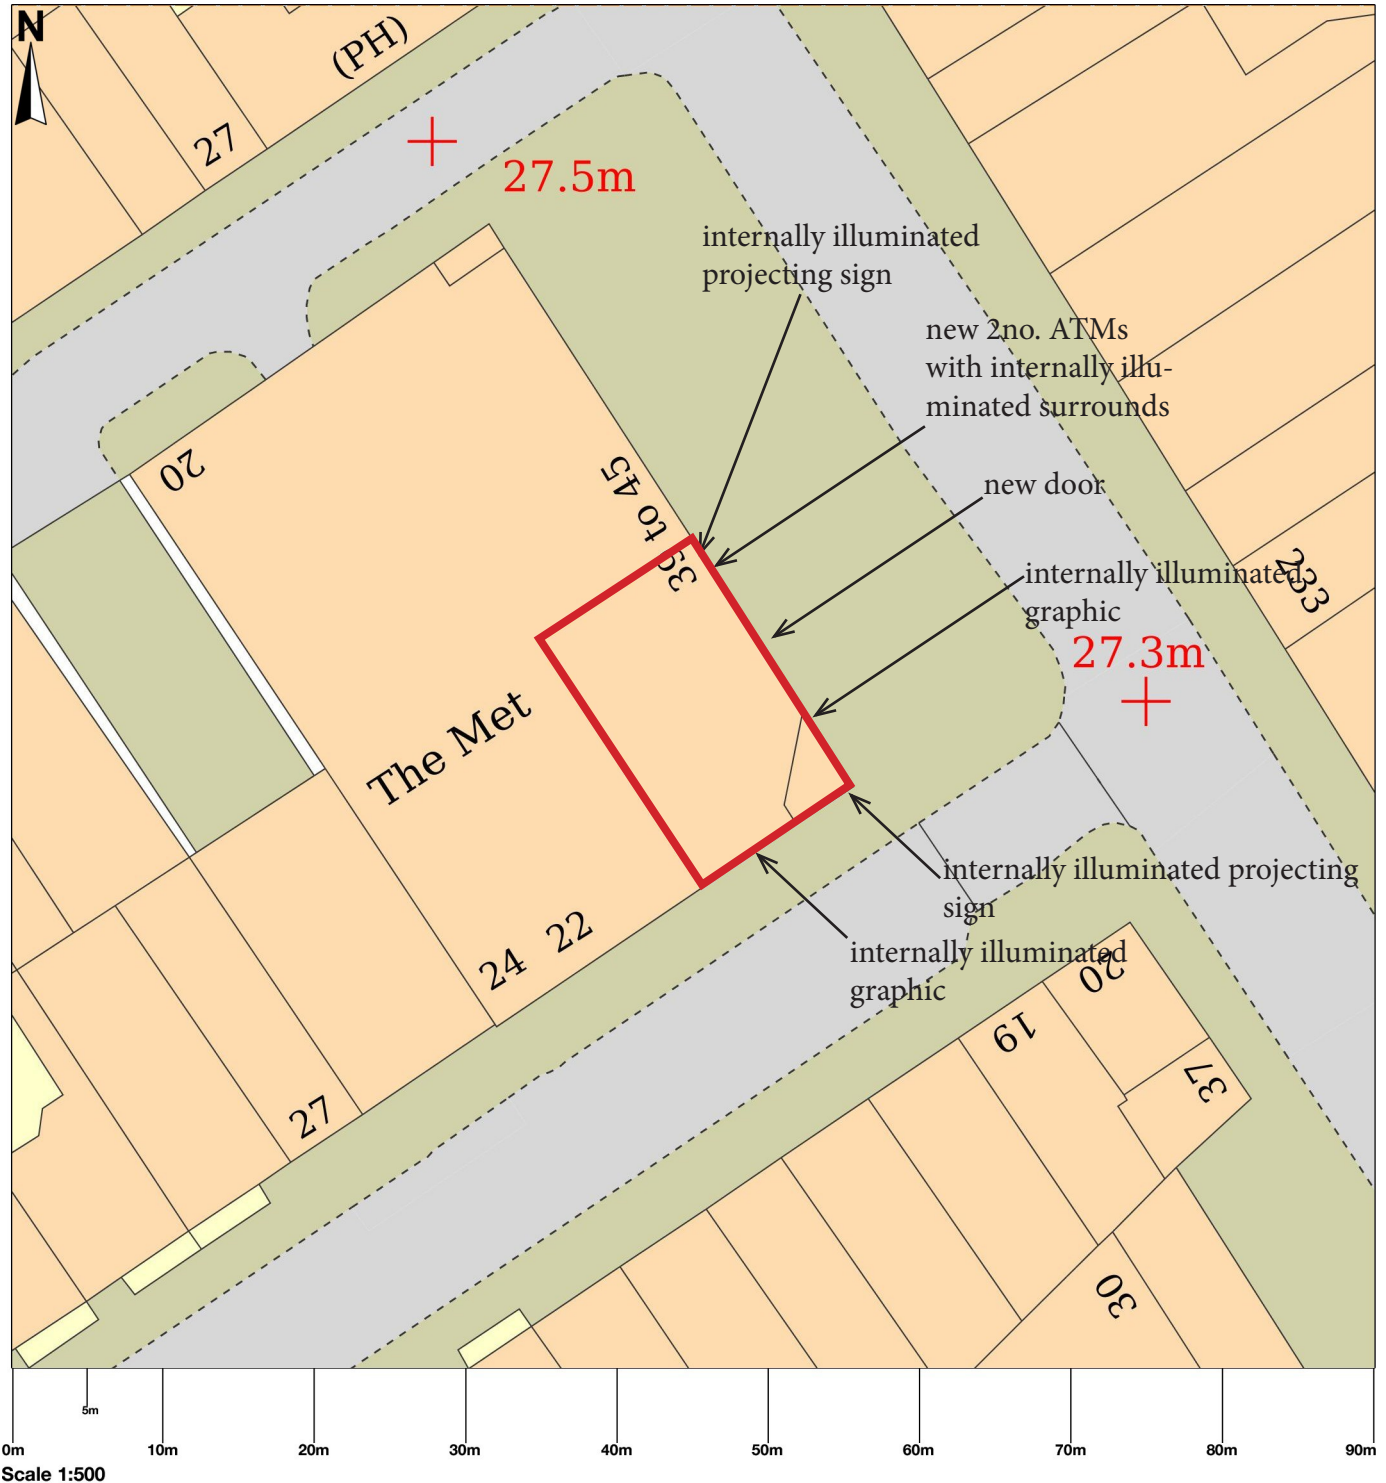 N
(PH)
27
27.5m
internally illuminated
projecting sign
new 2no. ATMs
with internally illu-
minated surrounds
20
39 to 45
new door
internally illuminated
graphic
233
27.3m
The Met
internally illuminated projecting
sign
24 22
internally illuminated
graphic
20
19
37
27
30
5m
0m 10m 20m 30m 40m 50m 60m 70m 80m 90m
Scale 1:500